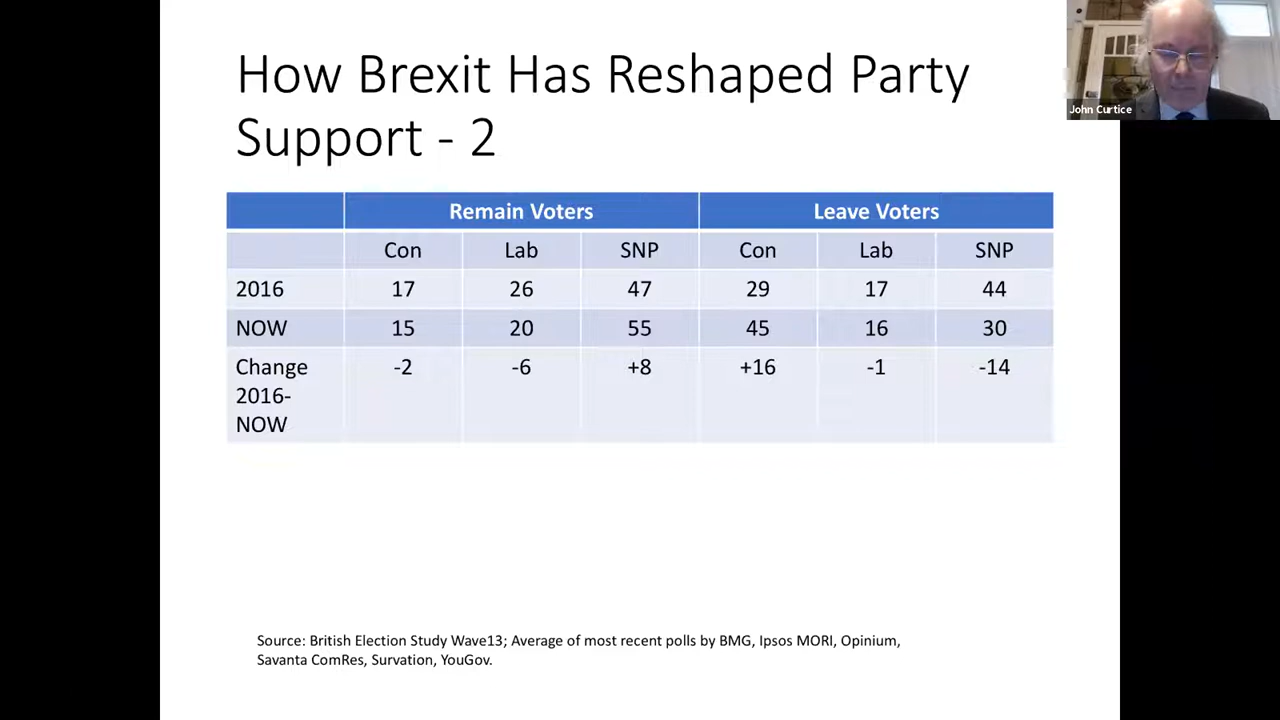 How Brexit Has Reshaped Party
Support - 2
John Curtice
Remain Voters Leave Voters
Con Lab SNP Con Lab SNP
2016 17 26 47 29 17 44
NOW 15 20 55 45 16 30
Change -2 -6 +8 +16 -1 -14
2016-
NOW
Source: British Election Study Wave13; Average of most recent polls by BMG, Ipsos MORI, Opinium,
Savanta ComRes, Survation, YouGov.